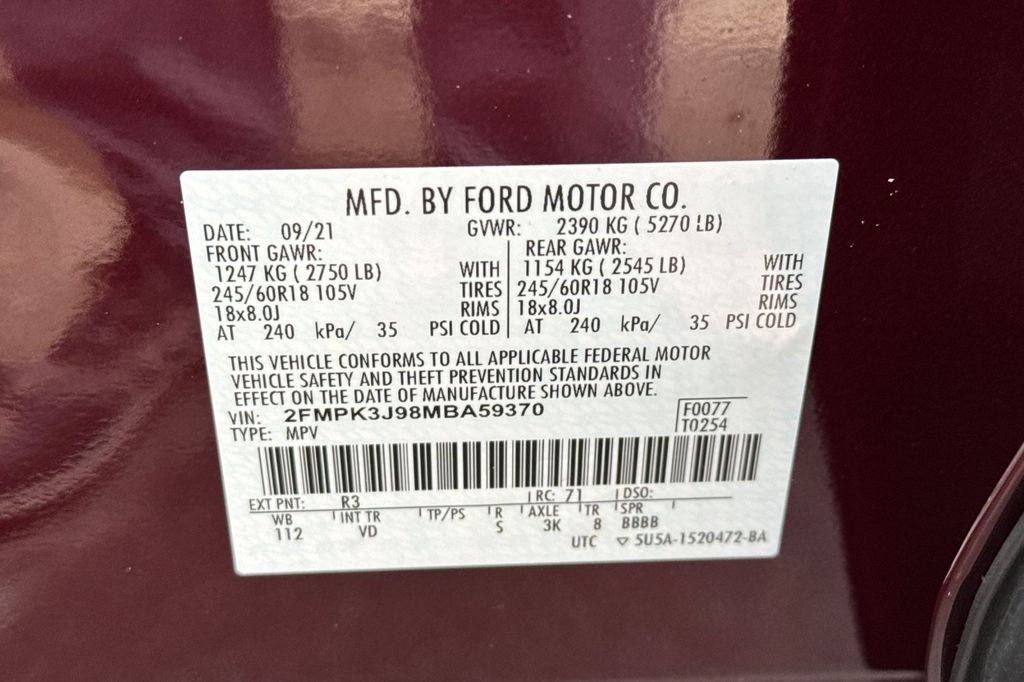 MFD. BY FORD MOTOR CO.
DATE: 09/21 GVWR: 2390 KG ( 5270 LB)
FRONT GAWR: REAR GAWR:
1247 KG ( 2750 LB) WITH 1154 KG ( 2545 LB) WITH
245/60R18 105V TIRES 245/60R18 105V TIRES
18x8.0J RIMS 18x8.0J RIMS
AT 240 kPa/ 35 PSI COLD AT 240 kPa/ 35 PSI COLD
THIS VEHICLE CONFORMS TO ALL APPLICABLE FEDERAL MOTOR
VEHICLE SAFETY AND THEFT PREVENTION STANDARDS IN
EFFECT ON THE DATE OF MANUFACTURE SHOWN ABOVE.
VIN: 2FMPK3J98MBA59370 F0077
TYPE: MPV T0254
EXT PNT: R3 RC: 71 DSO:
WB INT TR TP/PS R AXLE TR SPR
112 VD S 3K 8 BBBB
UTC ▽ 5U5A-1520472-BA